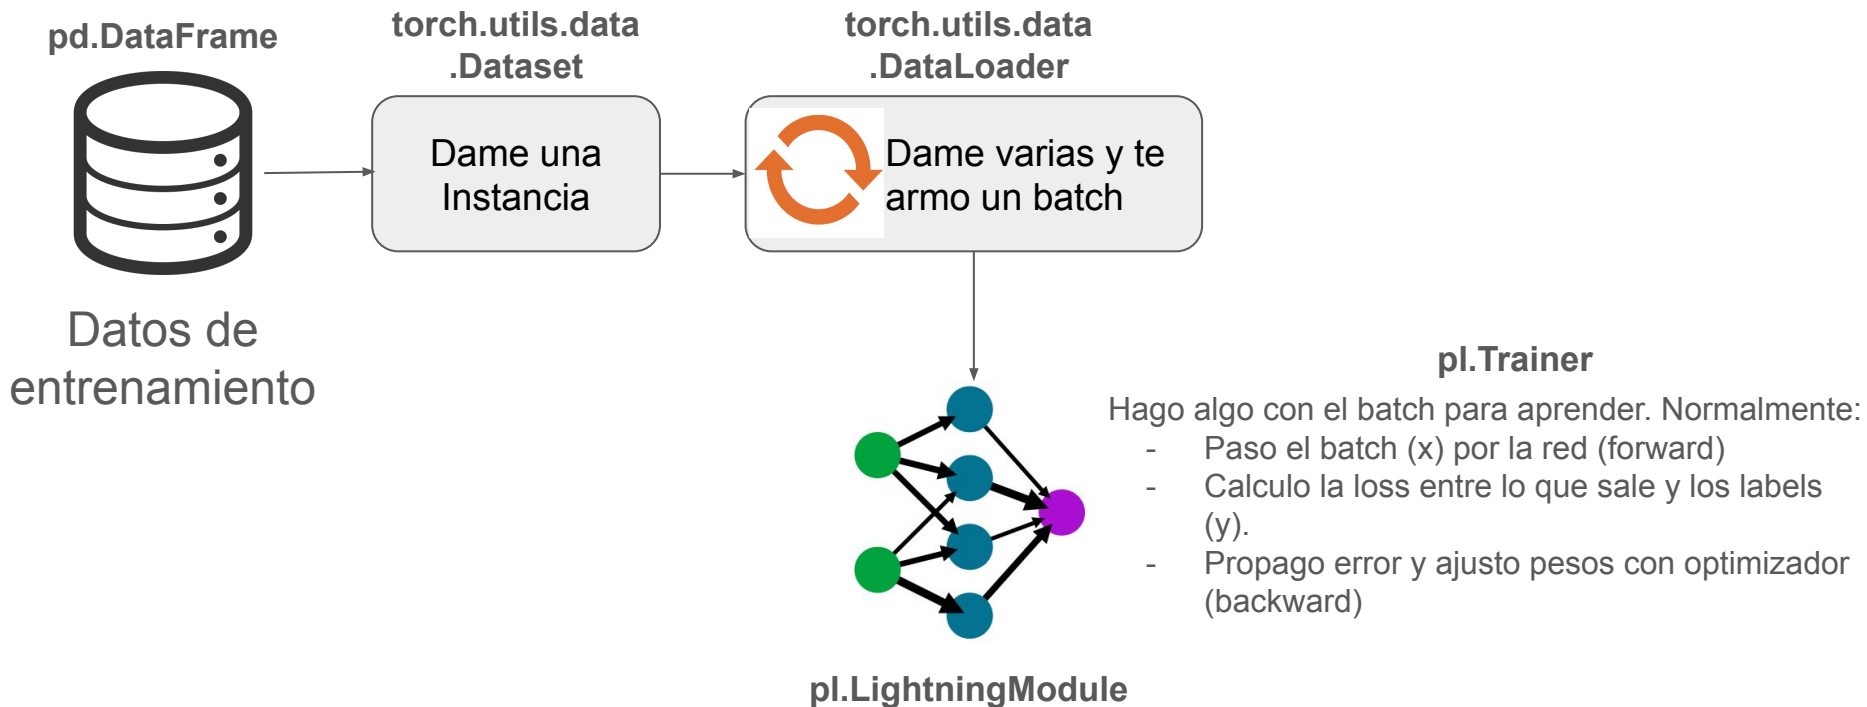 pd.DataFrame
torch.utils.data
.Dataset
torch.utils.data
.DataLoader
Dame una
Instancia
Dame varias y te
armo un batch
Datos de
entrenamiento
pl.Trainer
Hago algo con el batch para aprender. Normalmente:
- Paso el batch (x) por la red (forward)
- Calculo la loss entre lo que sale y los labels
(y).
- Propago error y ajusto pesos con optimizador
(backward)
pl.LightningModule